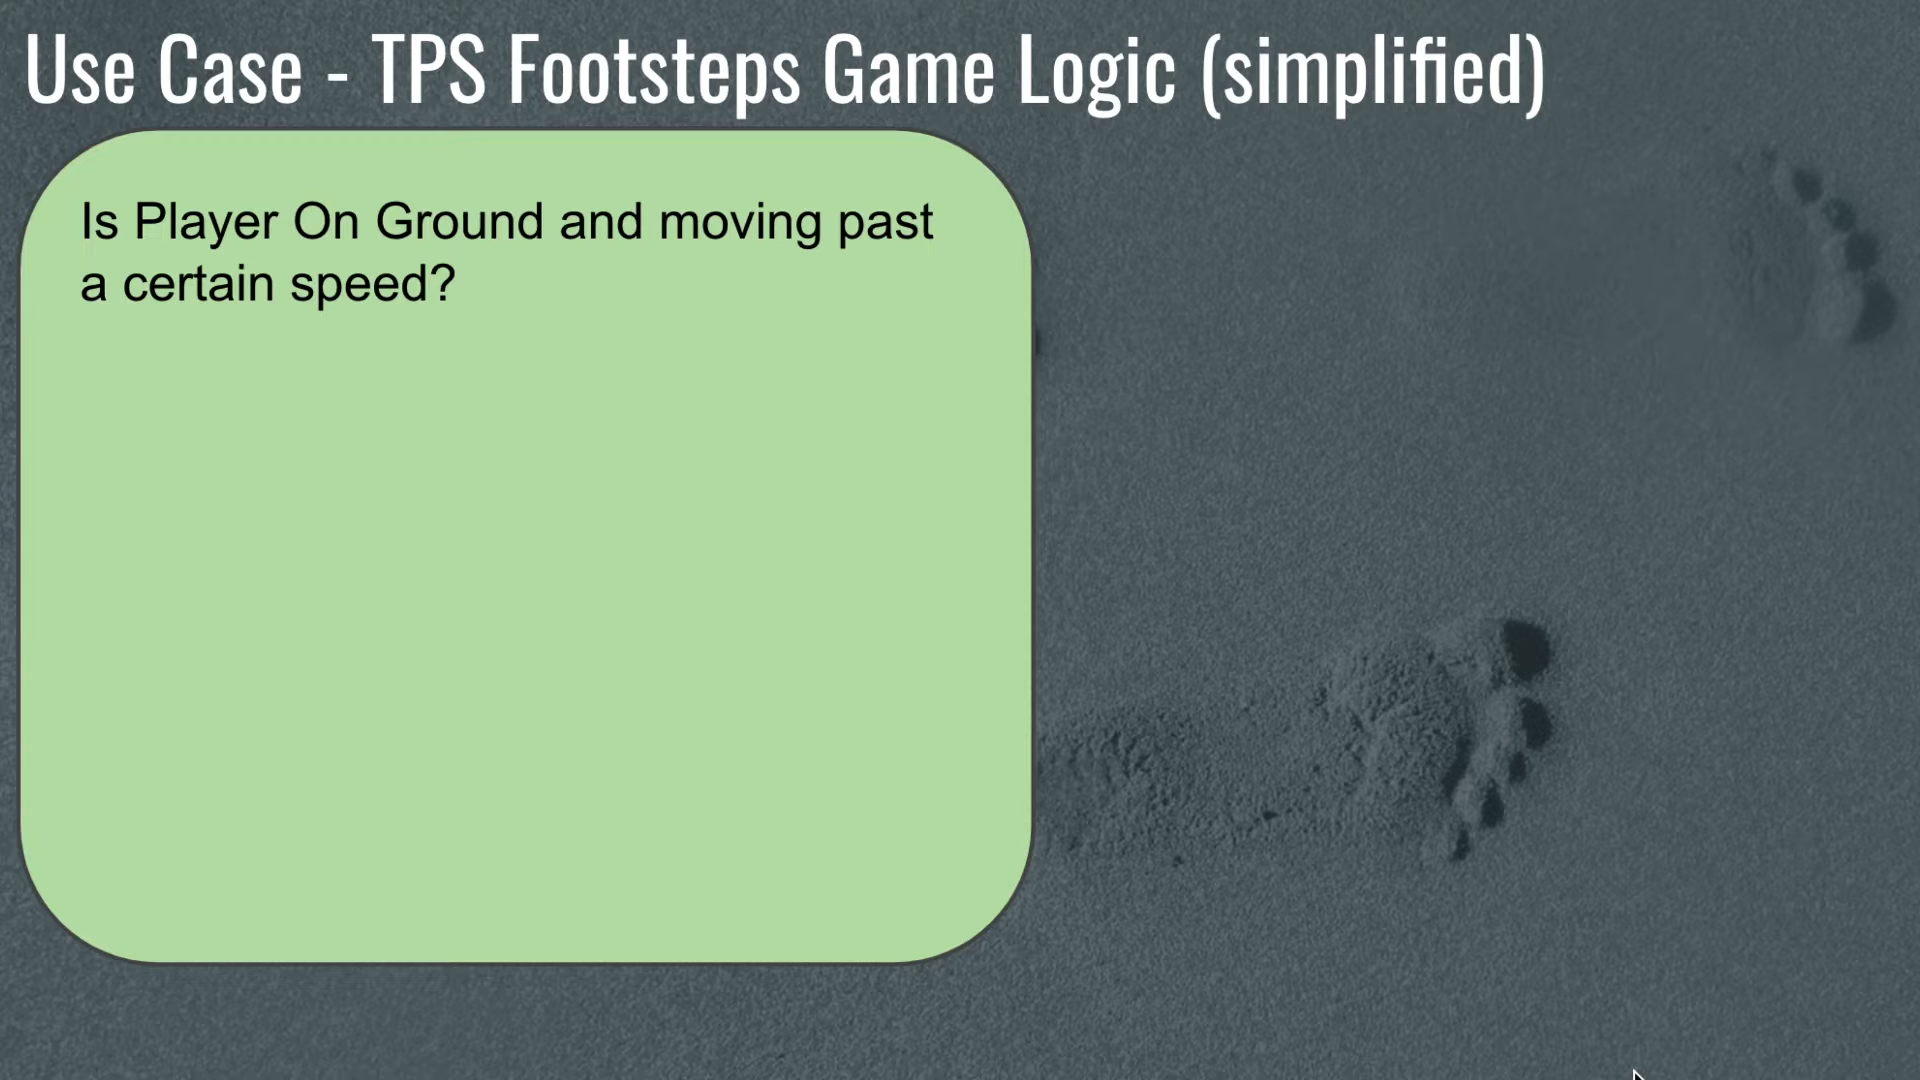 Use Case - TPS Footsteps Game Logic (simplified)
Is Player On Ground and moving past
a certain speed?